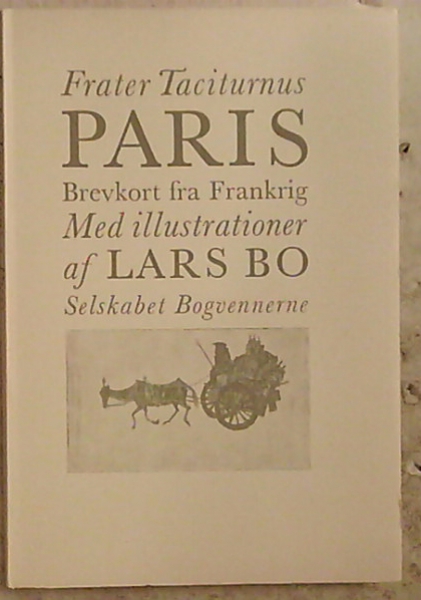 Frater Taciturnus
PARIS
Brevkort fra Frankrig
Med illustrationer
af LARS BO
Selskabet Bogvennerne